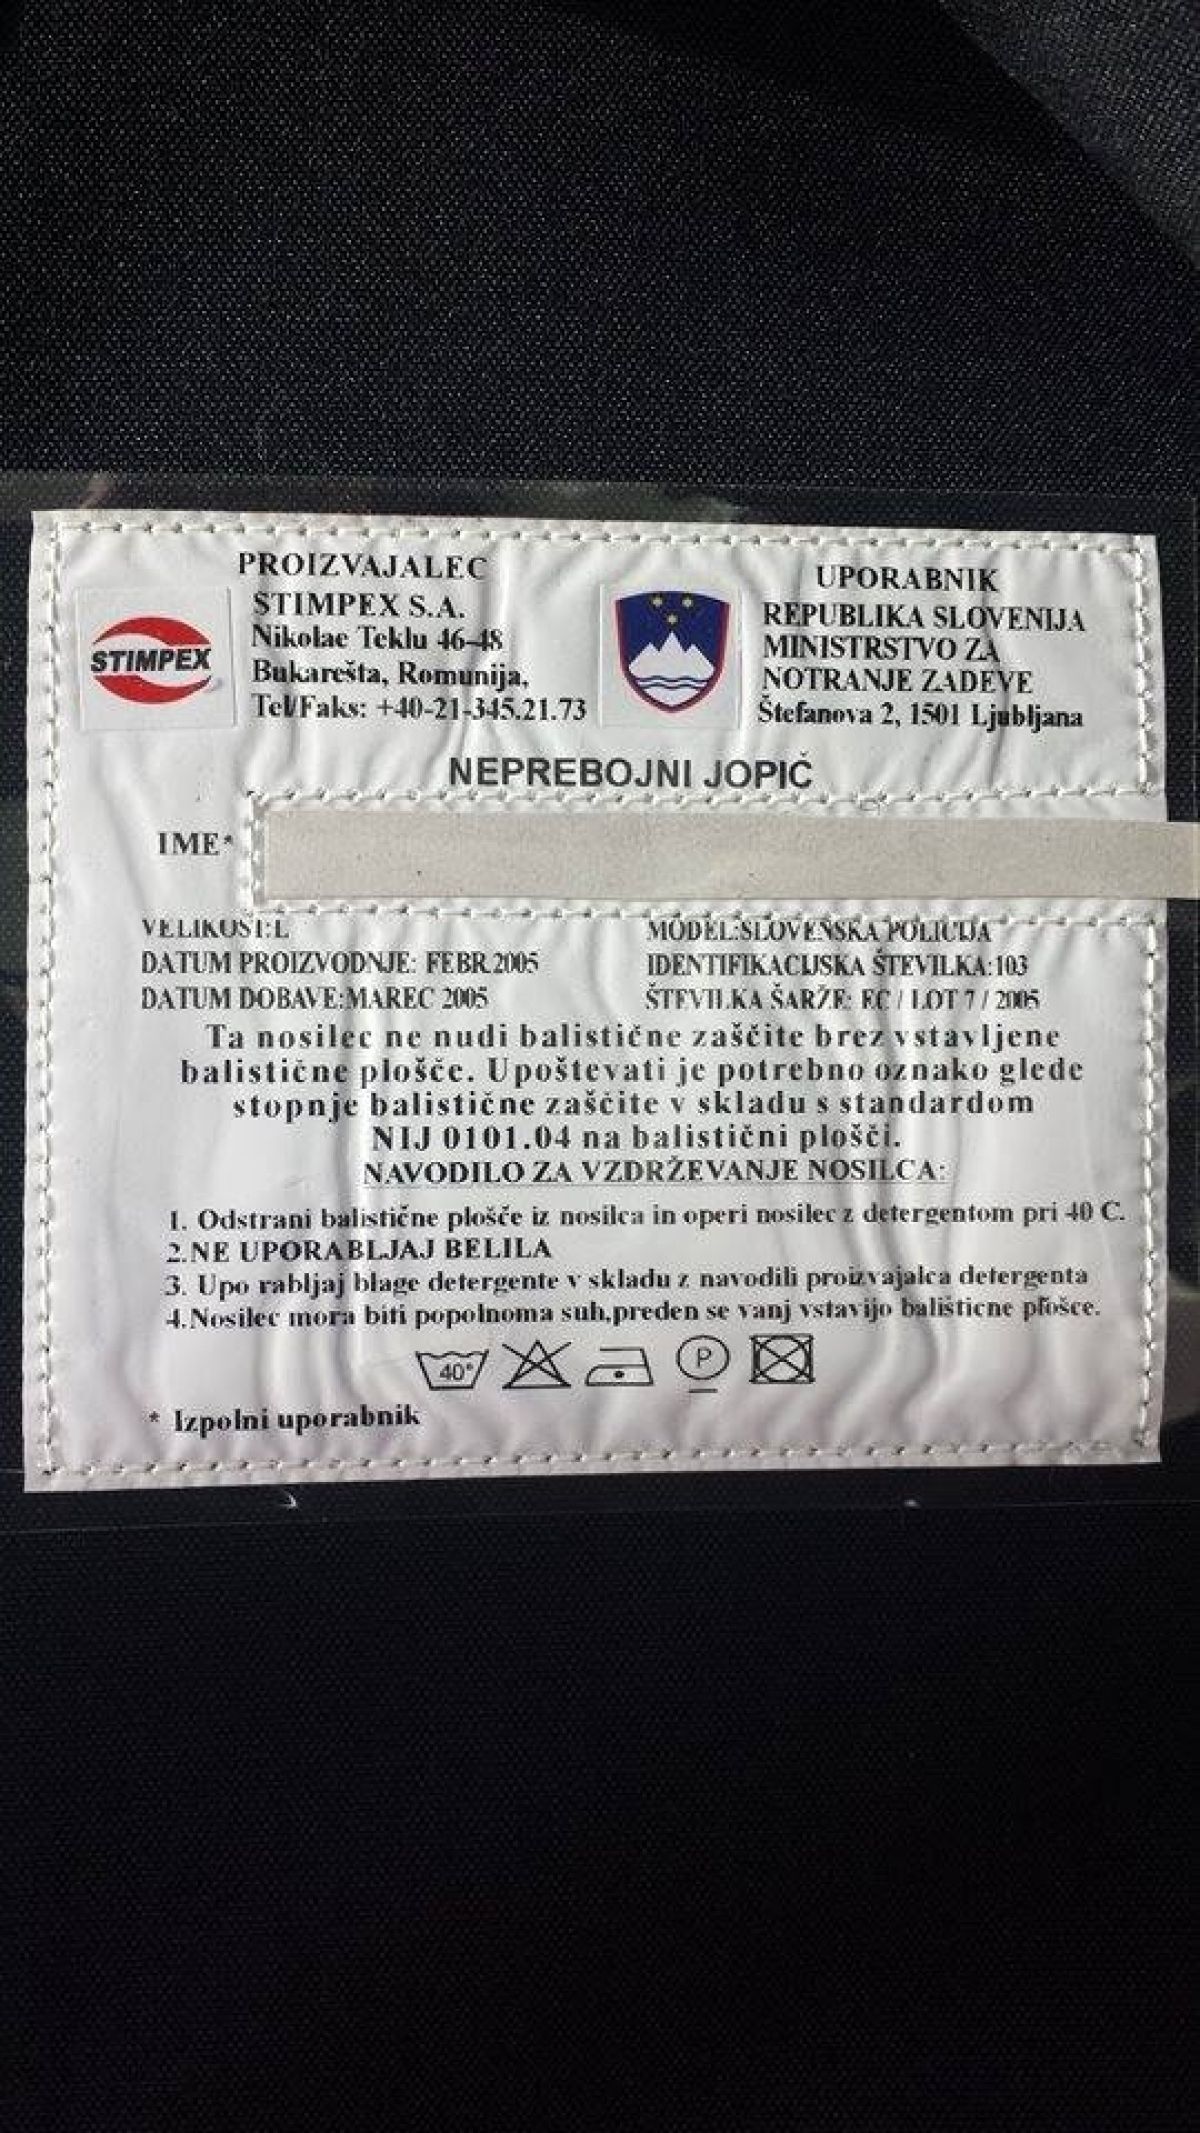 PROIZVAJALEC
STIMPEX S.A.
Nikolae Teklu 46-48
Bukarešta, Romunija,
Tel/Faks: +40-21-345.21.73
STIMPEX
UPORABNIK
REPUBLIKA SLOVENIJA
MINISTRSTVO ZA
NOTRANJE ZADEVE
Štefanova 2, 1501 Ljubljana
NEPREBOJNI JOPIČ
IME*
VELIKOST:L
DATUM PROIZVODNJE: FEBR.2005
DATUM DOBAVE:MAREC 2005
MODEL:SLOVENSKA POLICIJA
IDENTIFIKACIJSKA ŠTEVILKA:103
ŠTEVILKA ŠARŽE: EC / LOT 7 / 2005
Ta nosilec ne nudi balistične zaščite brez vstavljene
balistične plošče. Upoštevati je potrebno oznako glede
stopnje balistične zaščite v skladu s standardom
NIJ 0101.04 na balistični plošči.
NAVODILO ZA VZDRŽEVANJE NOSILCA:
1. Odstrani balistične plošče iz nosilca in operi nosilec z detergentom pri 40 C.
2.NE UPORABLJAJ BELILA
3. Upo rabljaj blage detergente v skladu z navodili proizvajalca detergenta
4.Nosilec mora biti popolnoma suh,preden se vanj vstavijo balisticne plošce.
40° P
* Izpolni uporabnik